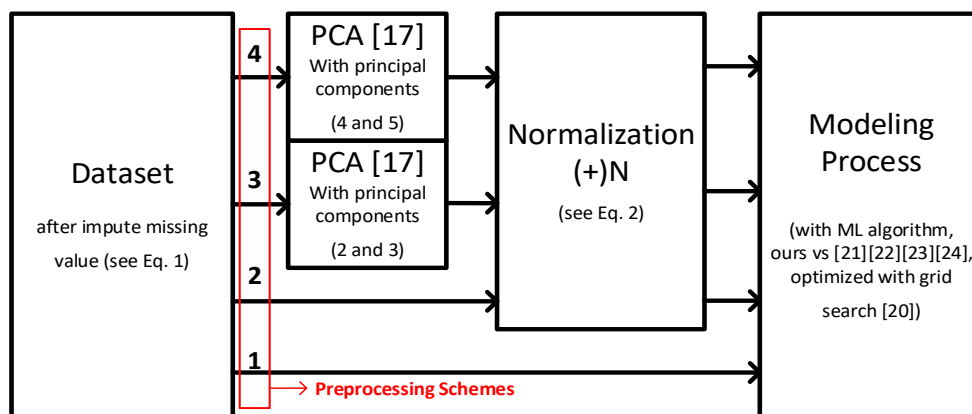 Dataset
after impute missing
value (see Eq. 1)
4
3
2
1
Preprocessing Schemes
PCA [17]
With principal
components
(4 and 5)
PCA [17]
With principal
components
(2 and 3)
Normalization
(+)N
(see Eq. 2)
Modeling
Process
(with ML algorithm,
ours vs [21][22][23][24],
optimized with grid
search [20])